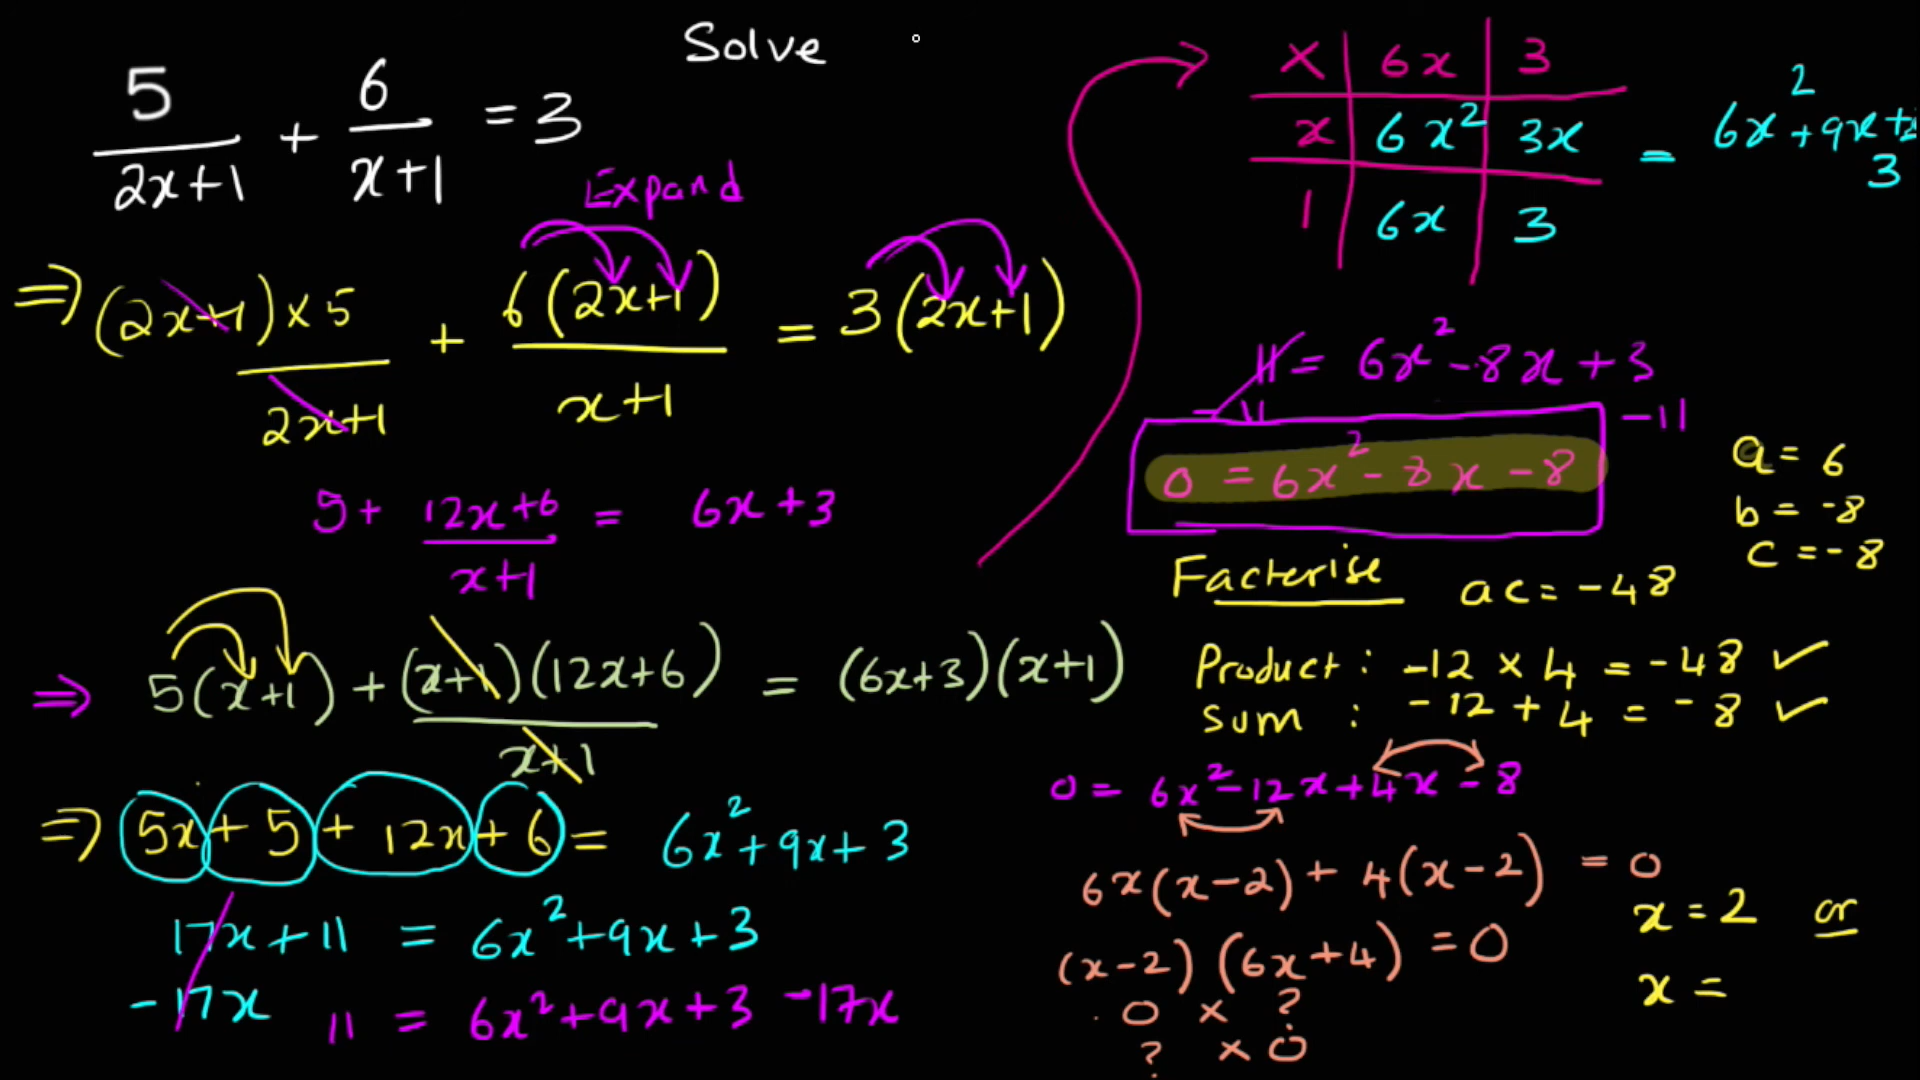 Solve
5/(2x+1) + 6/(x+1) = 3
Expand
⇒ (2x+1)×5/(2x+1) + 6(2x+1)/(x+1) = 3(2x+1)
5 + (12x+6)/(x+1) = 6x+3
⇒ 5(x+1) + (x+1)(12x+6)/(x+1) = (6x+3)(x+1)
⇒ 5x + 5 + 12x + 6 = 6x² + 9x + 3
17x + 11 = 6x² + 9x + 3
-17x
11 = 6x² + 9x + 3 - 17x
× | 6x | 3
x | 6x² | 3x
1 | 6x | 3
= 6x² + 9x +
3
11 = 6x² - 8x + 3
-11 -11
0 = 6x² - 8x - 8
a = 6
b = -8
c = -8
Facterise ac = -48
Product : -12 × 4 = -48 ✓
Sum : -12 + 4 = -8 ✓
0 = 6x² - 12x + 4x - 8
6x(x-2) + 4(x-2) = 0
(x-2)(6x+4) = 0
0 × ?
? × 0
x = 2 or
x =